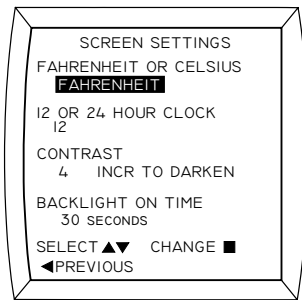 SCREEN SETTINGS
FAHRENHEIT OR CELSIUS
FAHRENHEIT
12 OR 24 HOUR CLOCK
12
CONTRAST
4 INCR TO DARKEN
BACKLIGHT ON TIME
30 SECONDS
SELECT ▲▼ CHANGE ■
◀PREVIOUS